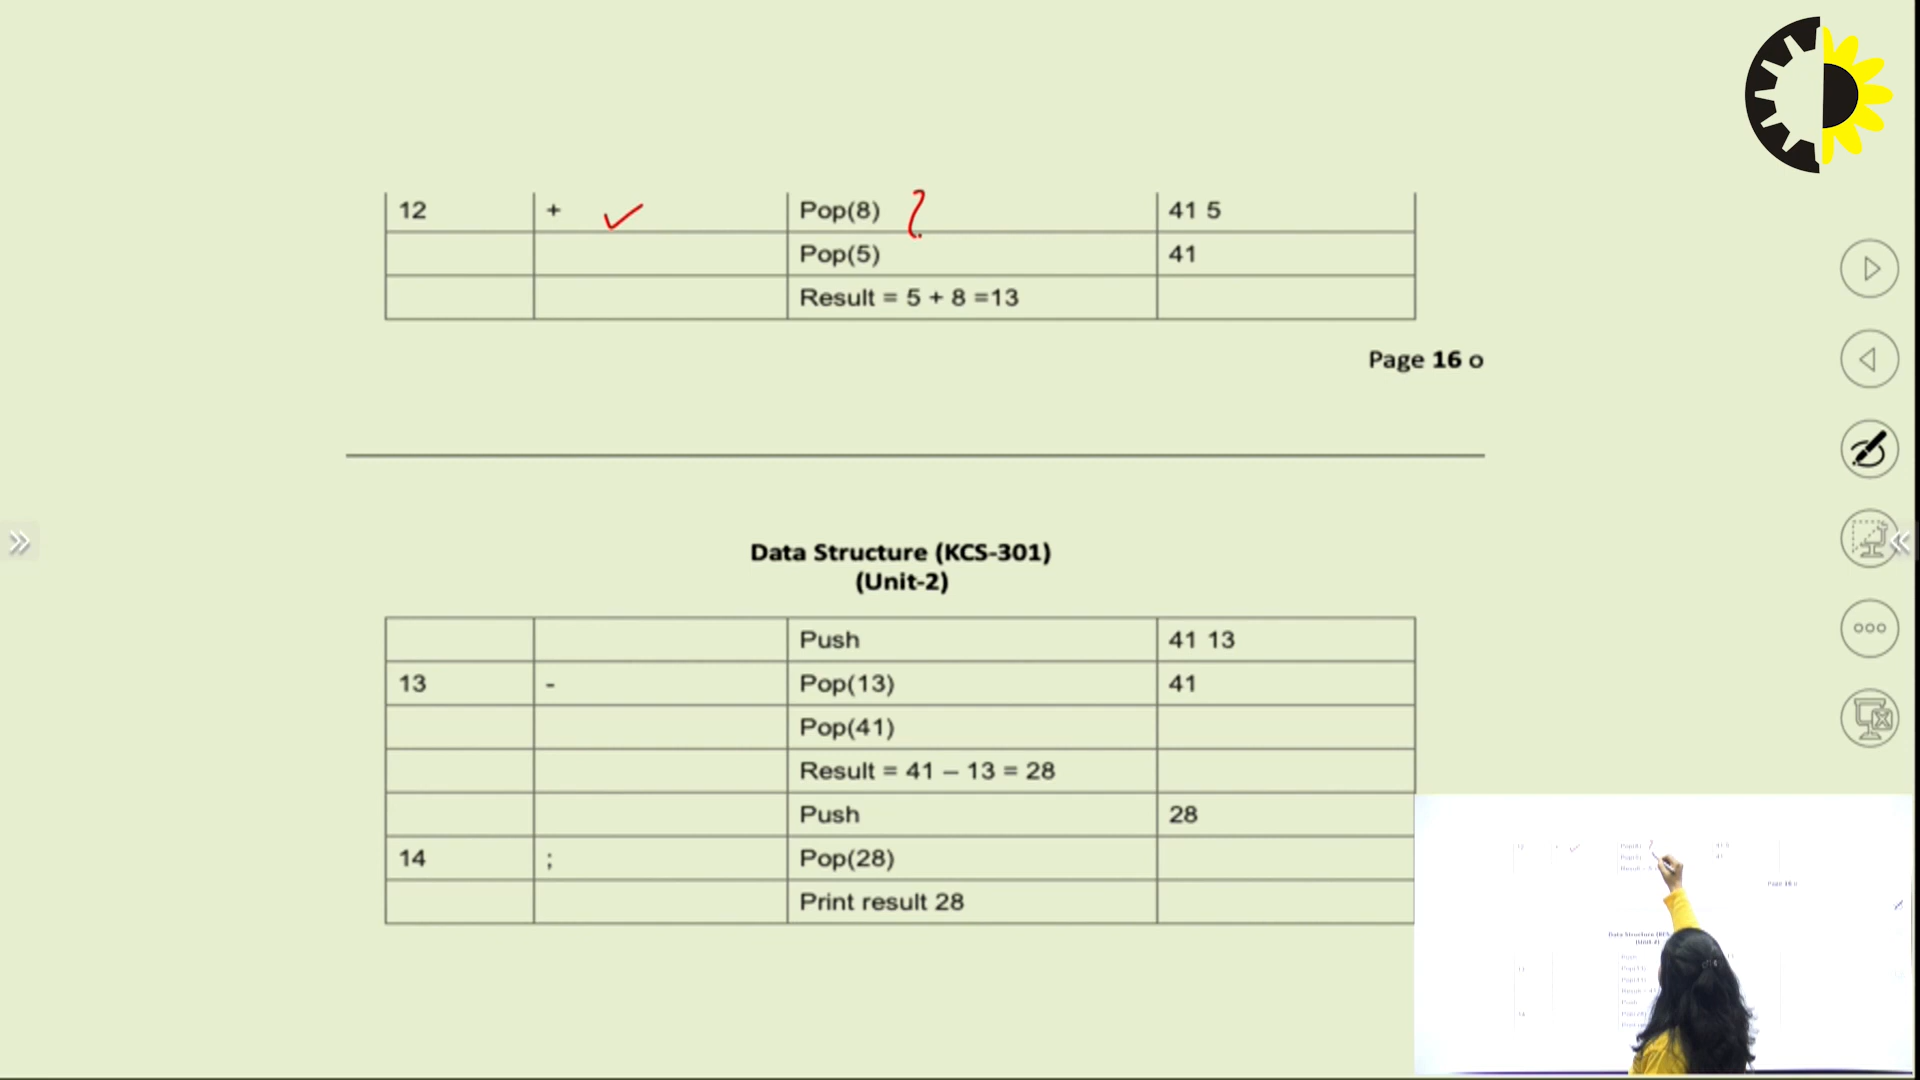 12 + Pop(8) 41 5
Pop(5) 41
Result = 5 + 8 =13
Page 16 o
Data Structure (KCS-301)
(Unit-2)
Push 41 13
13 - Pop(13) 41
Pop(41)
Result = 41 – 13 = 28
Push 28
14 ; Pop(28)
Print result 28